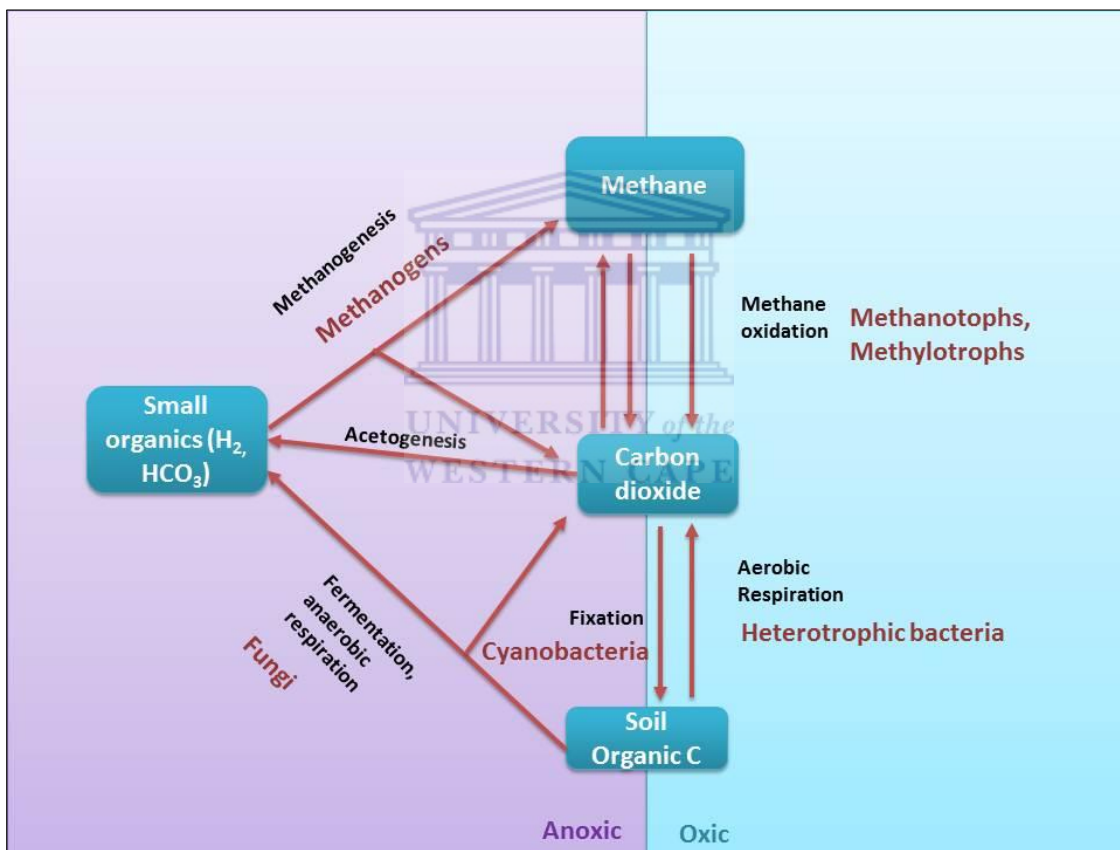 Methane
Methanogenesis
Methanogens
Methane
oxidation
Methanotophs,
Methylotrophs
UNIVERSITY of the
WESTERN CAPE
Small
organics (H₂,
HCO₃)
Acetogenesis
Carbon
dioxide
Fermentation,
anaerobic
respiration
Fungi
Fixation
Cyanobacteria
Aerobic
Respiration
Heterotrophic bacteria
Soil
Organic C
Anoxic
Oxic